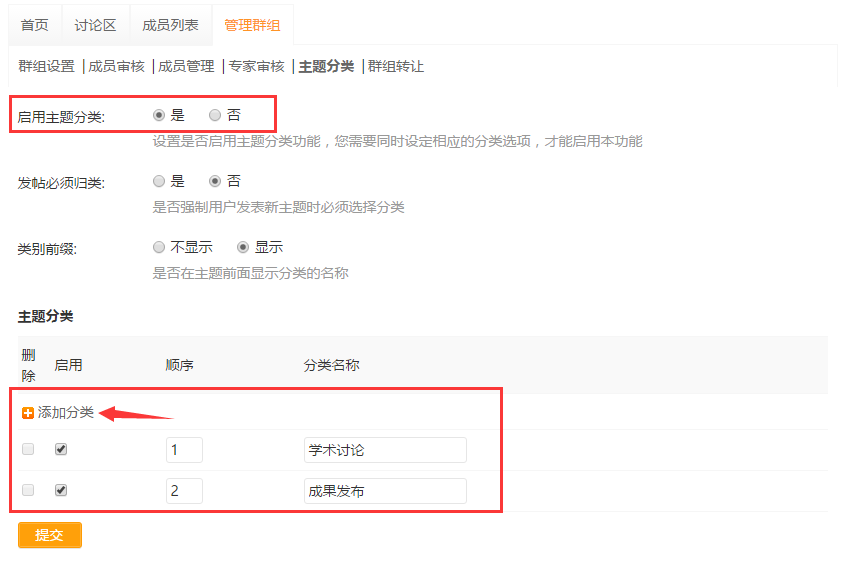 首页 讨论区 成员列表 管理群组
群组设置 |成员审核 |成员管理 |专家审核 |主题分类 |群组转让
启用主题分类: 是 否
设置是否启用主题分类功能，您需要同时设定相应的分类选项，才能启用本功能
发帖必须归类: 是 否
是否强制用户发表新主题时必须选择分类
类别前缀: 不显示 显示
是否在主题前面显示分类的名称
主题分类
删除 启用 顺序 分类名称
添加分类
1 学术讨论
2 成果发布
提交